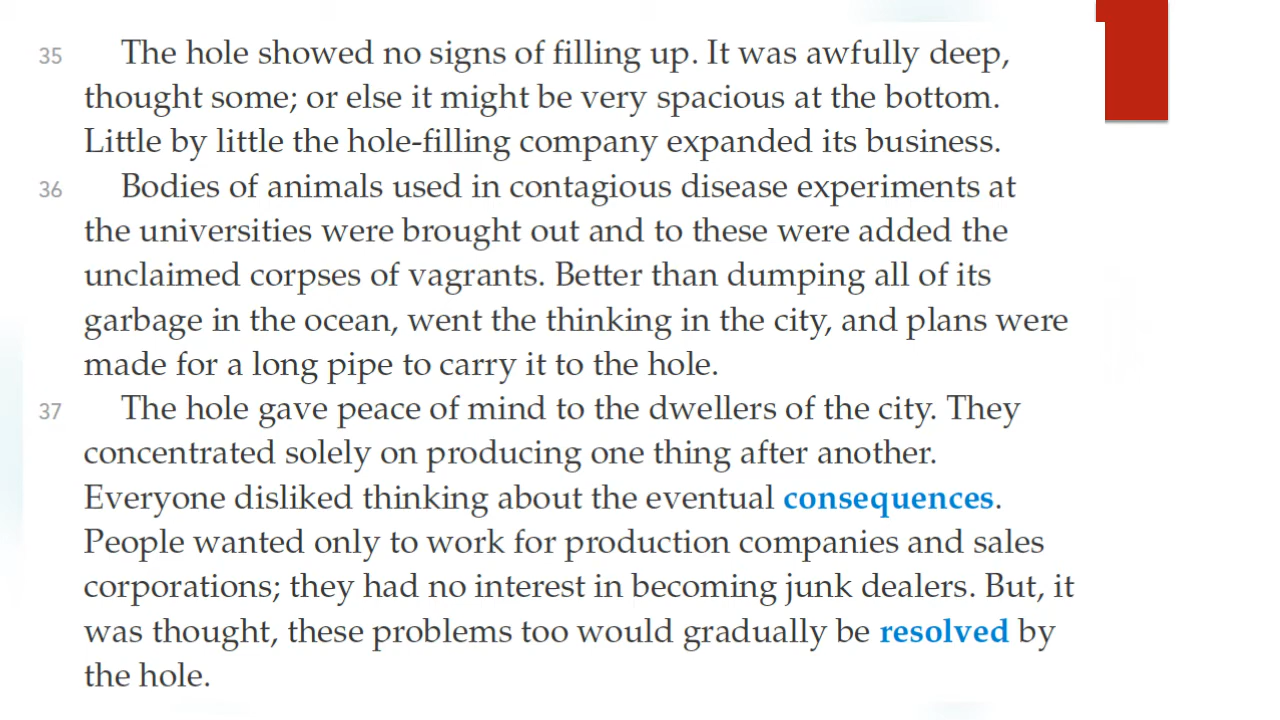 35 The hole showed no signs of filling up. It was awfully deep,
thought some; or else it might be very spacious at the bottom.
Little by little the hole-filling company expanded its business.
36 Bodies of animals used in contagious disease experiments at
the universities were brought out and to these were added the
unclaimed corpses of vagrants. Better than dumping all of its
garbage in the ocean, went the thinking in the city, and plans were
made for a long pipe to carry it to the hole.
37 The hole gave peace of mind to the dwellers of the city. They
concentrated solely on producing one thing after another.
Everyone disliked thinking about the eventual consequences.
People wanted only to work for production companies and sales
corporations; they had no interest in becoming junk dealers. But, it
was thought, these problems too would gradually be resolved by
the hole.